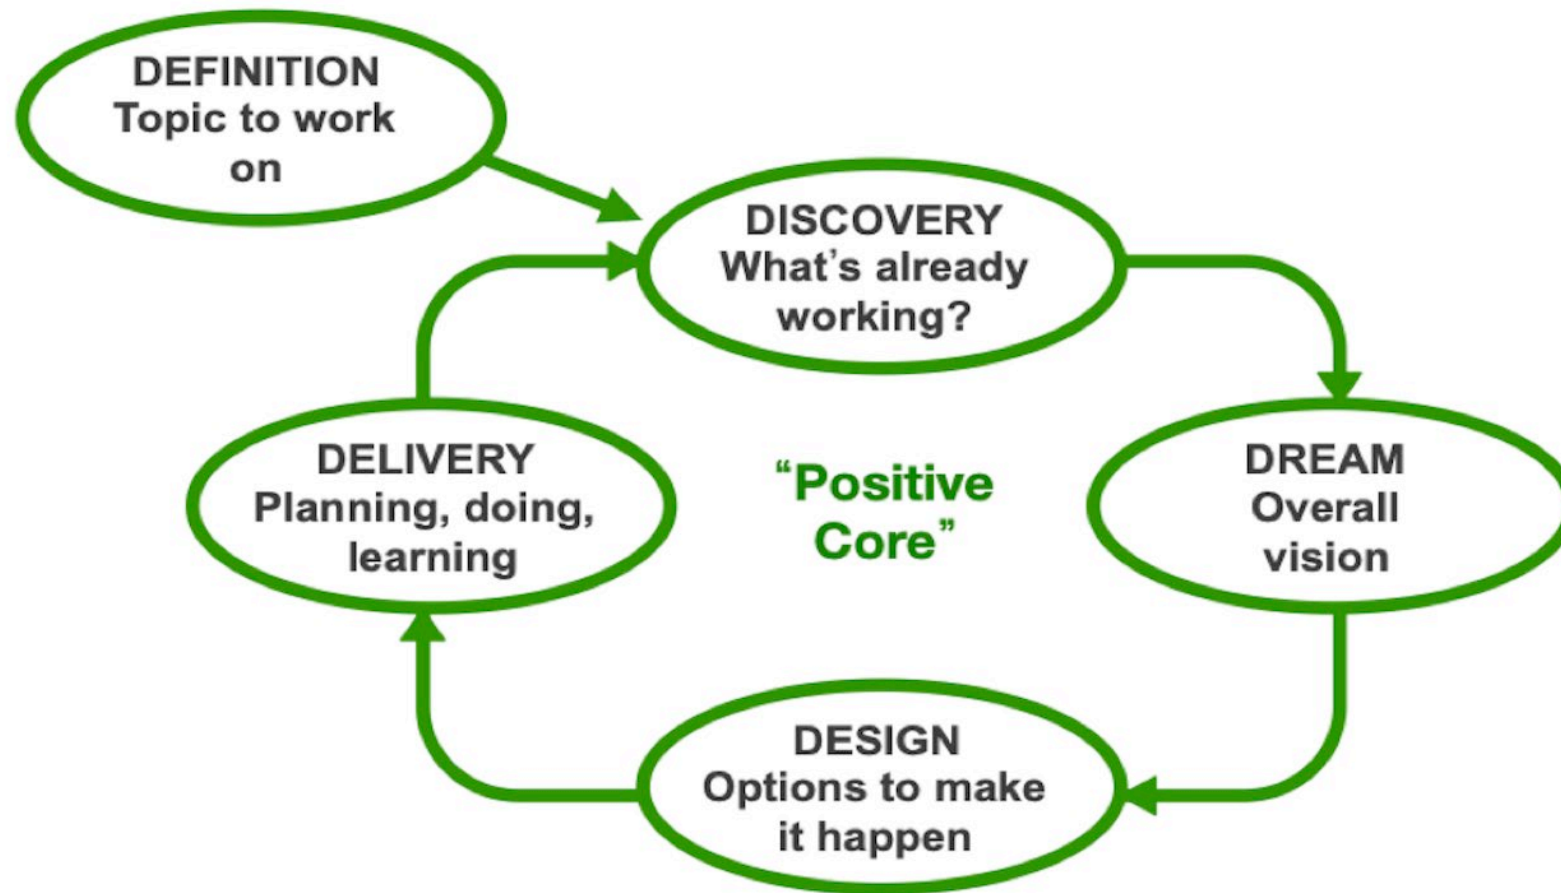 DEFINITION
Topic to work
on
DISCOVERY
What’s already
working?
DELIVERY
Planning, doing,
learning
“Positive
Core”
DREAM
Overall
vision
DESIGN
Options to make
it happen